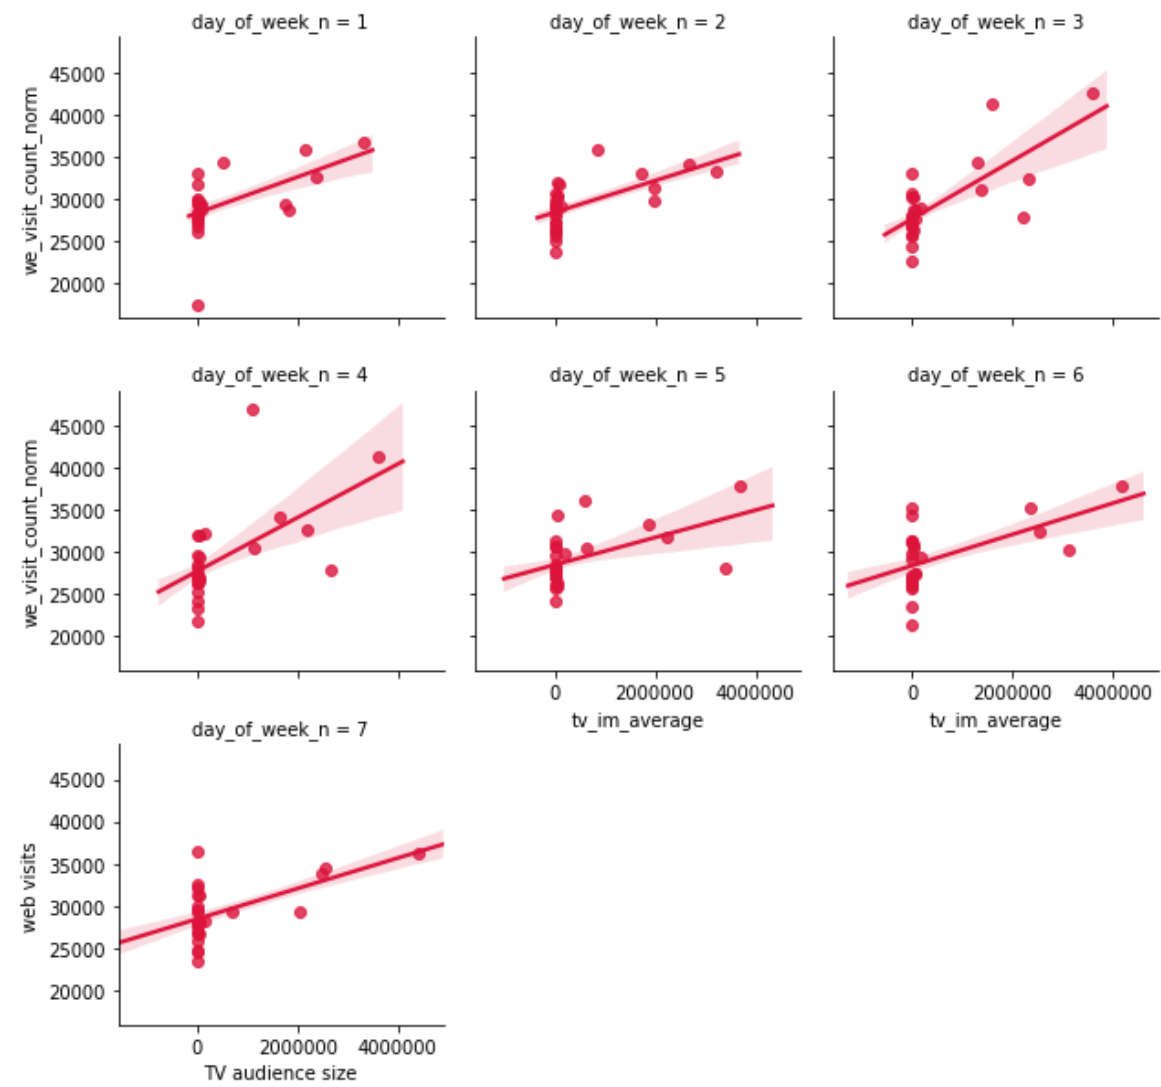 day_of_week_n = 1
day_of_week_n = 2
day_of_week_n = 3
we_visit_count_norm
45000
40000
35000
30000
25000
20000
day_of_week_n = 4
day_of_week_n = 5
day_of_week_n = 6
we_visit_count_norm
45000
40000
35000
30000
25000
20000
0 2000000 4000000
tv_im_average
0 2000000 4000000
tv_im_average
day_of_week_n = 7
web visits
45000
40000
35000
30000
25000
20000
0 2000000 4000000
TV audience size